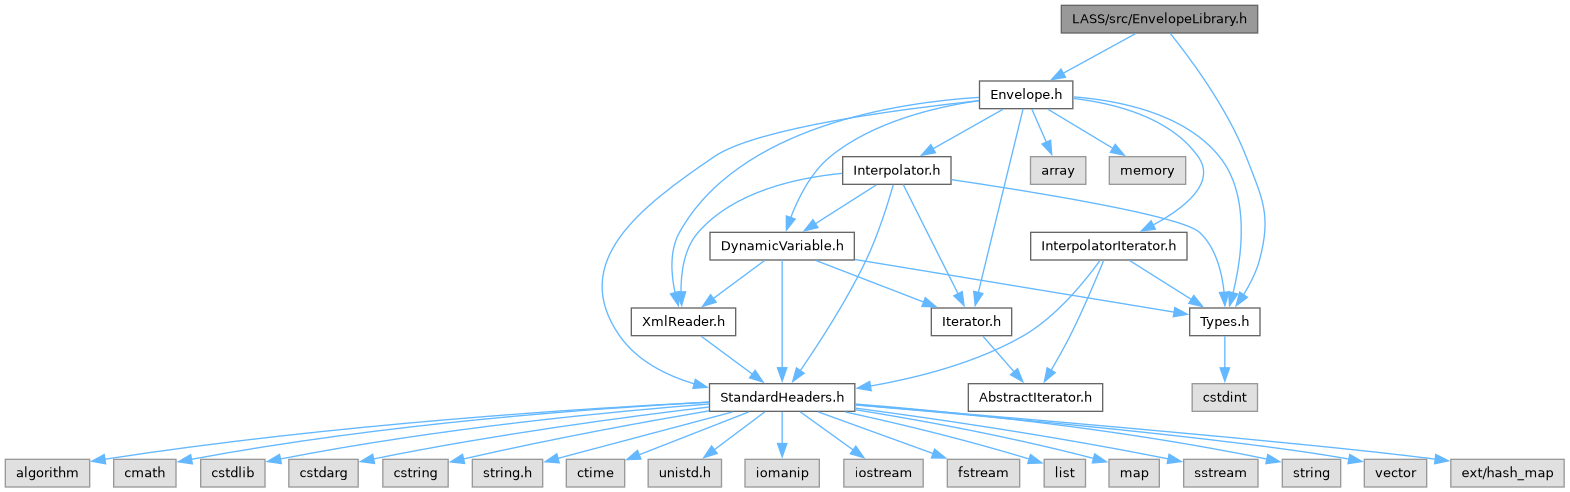 LASS/src/EnvelopeLibrary.h
Envelope.h
Interpolator.h
array
memory
DynamicVariable.h
InterpolatorIterator.h
XmlReader.h
Iterator.h
Types.h
StandardHeaders.h
AbstractIterator.h
cstdint
algorithm
cmath
cstdlib
cstdarg
cstring
string.h
ctime
unistd.h
iomanip
iostream
fstream
list
map
sstream
string
vector
ext/hash_map